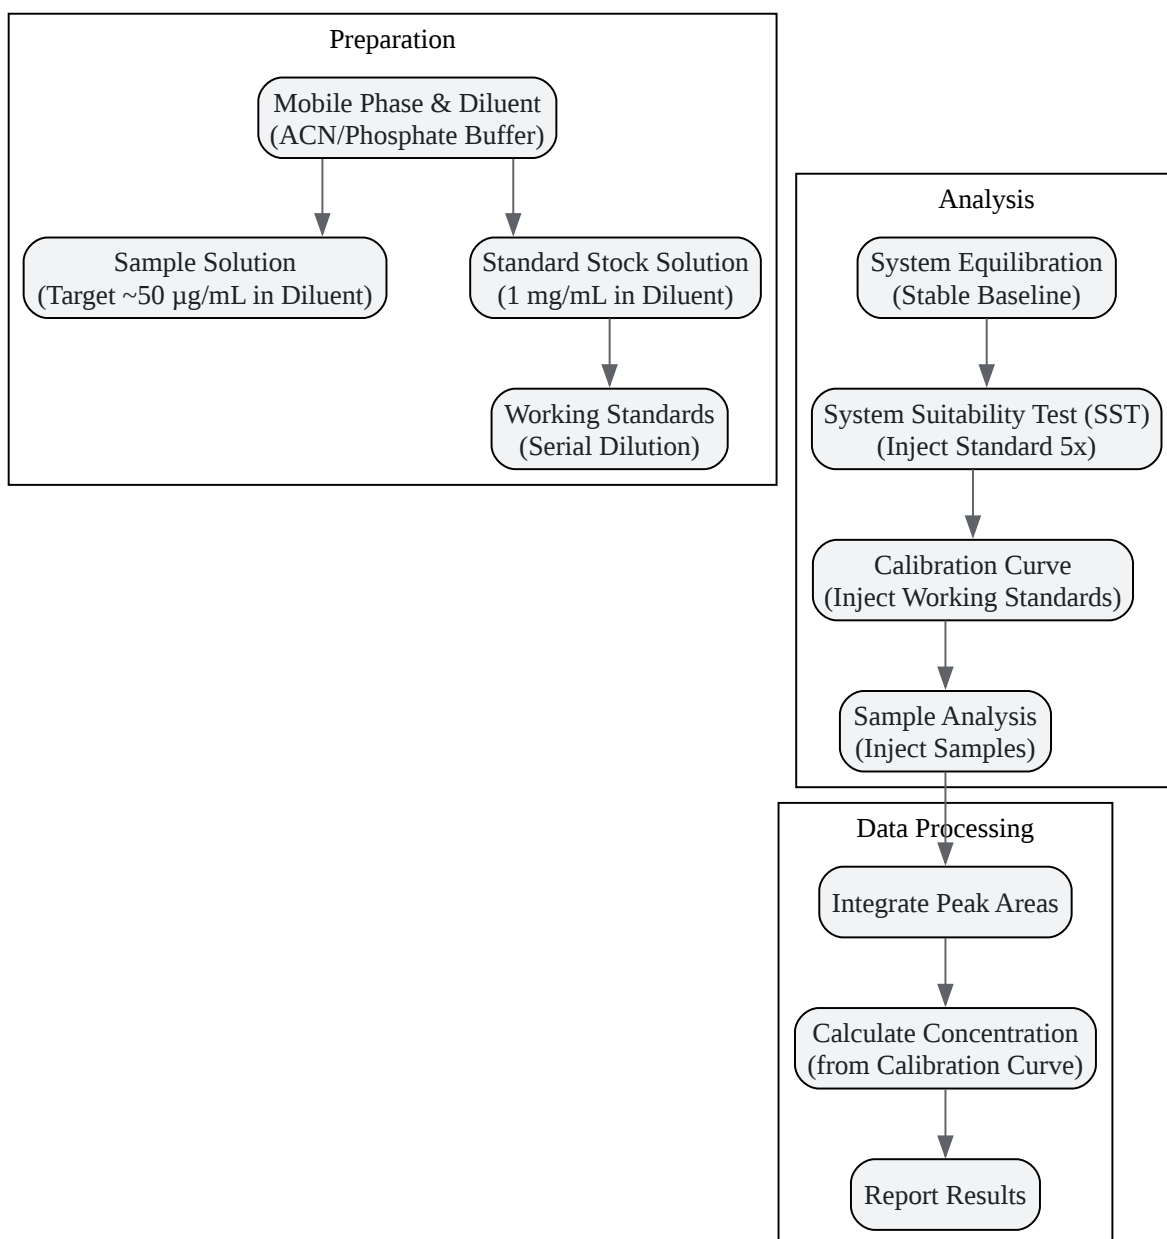 Preparation
Mobile Phase & Diluent
(ACN/Phosphate Buffer)
Sample Solution
(Target ~50 µg/mL in Diluent)
Standard Stock Solution
(1 mg/mL in Diluent)
Working Standards
(Serial Dilution)
Analysis
System Equilibration
(Stable Baseline)
System Suitability Test (SST)
(Inject Standard 5x)
Calibration Curve
(Inject Working Standards)
Sample Analysis
(Inject Samples)
Data Processing
Integrate Peak Areas
Calculate Concentration
(from Calibration Curve)
Report Results